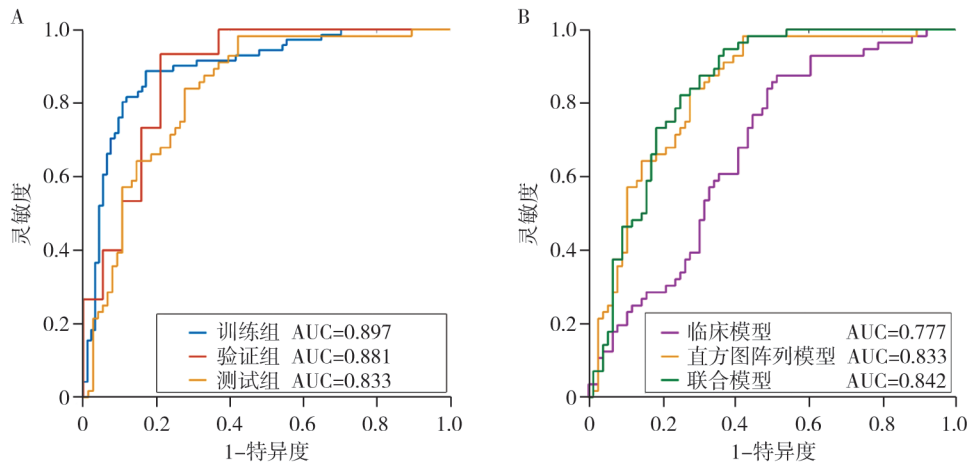 A
1.0
0.8
0.6
0.4
0.2
0
灵敏度
训练组 AUC=0.897
验证组 AUC=0.881
测试组 AUC=0.833
0 0.2 0.4 0.6 0.8 1.0
1-特异度
B
1.0
0.8
0.6
0.4
0.2
0
灵敏度
临床模型 AUC=0.777
直方图阵列模型 AUC=0.833
联合模型 AUC=0.842
0 0.2 0.4 0.6 0.8 1.0
1-特异度